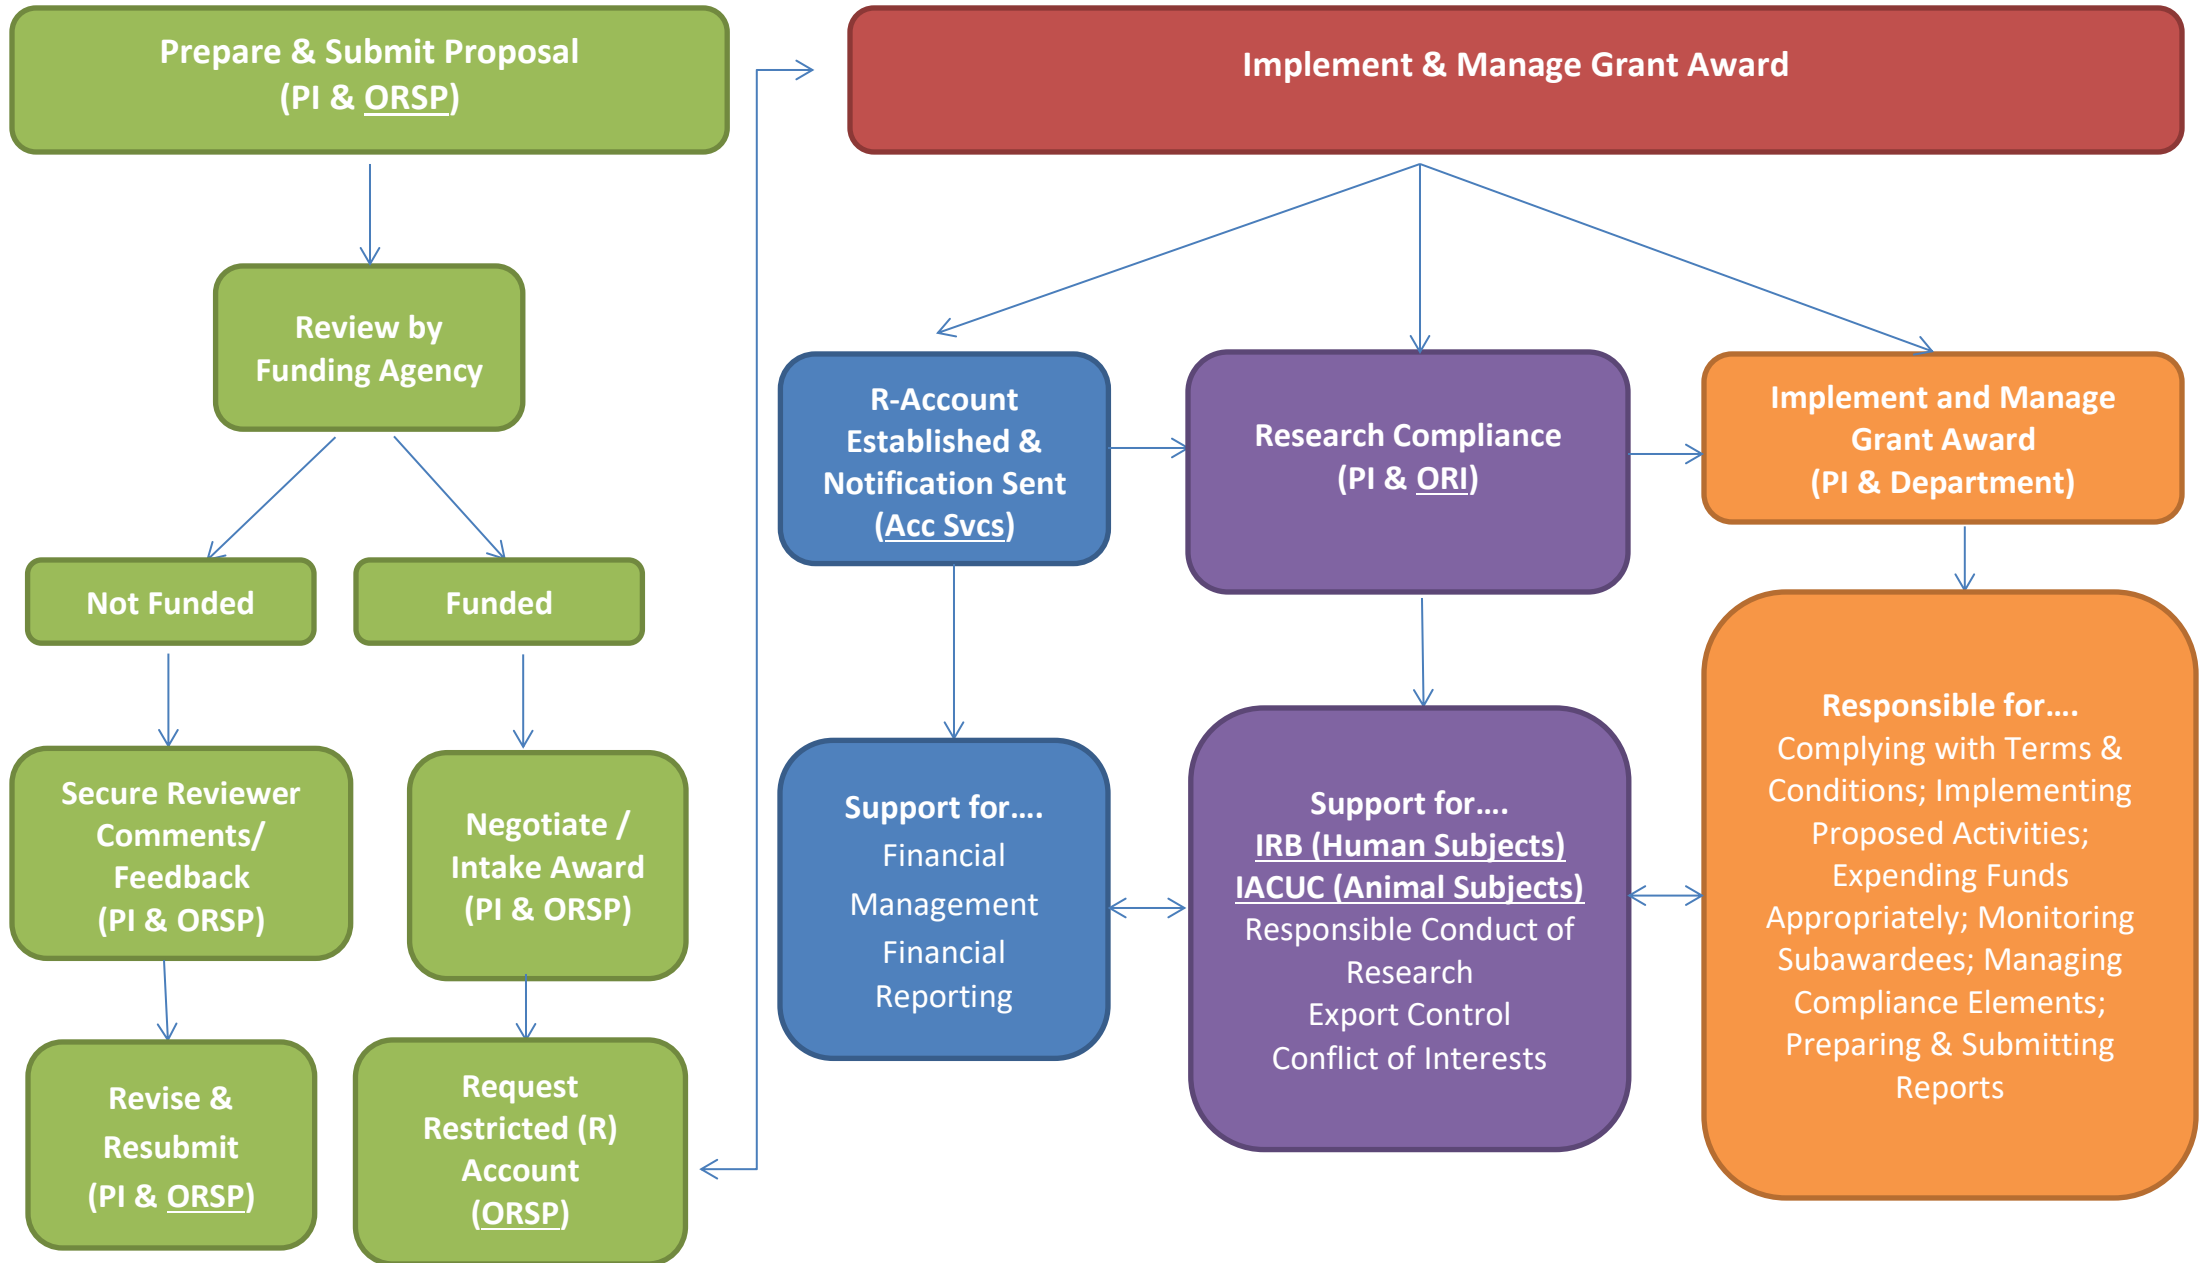 Prepare & Submit Proposal
(PI & ORSP)
Implement & Manage Grant Award
Review by
Funding Agency
Not Funded
Funded
Secure Reviewer
Comments/
Feedback
(PI & ORSP)
Negotiate /
Intake Award
(PI & ORSP)
Revise &
Resubmit
(PI & ORSP)
Request
Restricted (R)
Account
(ORSP)
R-Account
Established &
Notification Sent
(Acc Svcs)
Research Compliance
(PI & ORI)
Implement and Manage
Grant Award
(PI & Department)
Support for….
Financial
Management
Financial
Reporting
Support for….
IRB (Human Subjects)
IACUC (Animal Subjects)
Responsible Conduct of
Research
Export Control
Conflict of Interests
Responsible for….
Complying with Terms &
Conditions; Implementing
Proposed Activities;
Expending Funds
Appropriately; Monitoring
Subawardees; Managing
Compliance Elements;
Preparing & Submitting
Reports